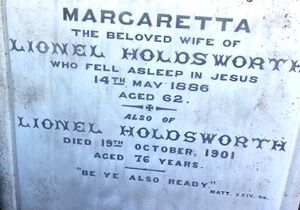 MARGARETTA
THE BELOVED WIFE OF
LIONEL HOLDSWORTH
WHO FELL ASLEEP IN JESUS
14TH MAY 1886
AGED 62.
ALSO OF
LIONEL HOLDSWORTH
DIED 19TH OCTOBER, 1901
AGED 76 YEARS.
"BE YE ALSO READY."
MATT. XXIV. 44.